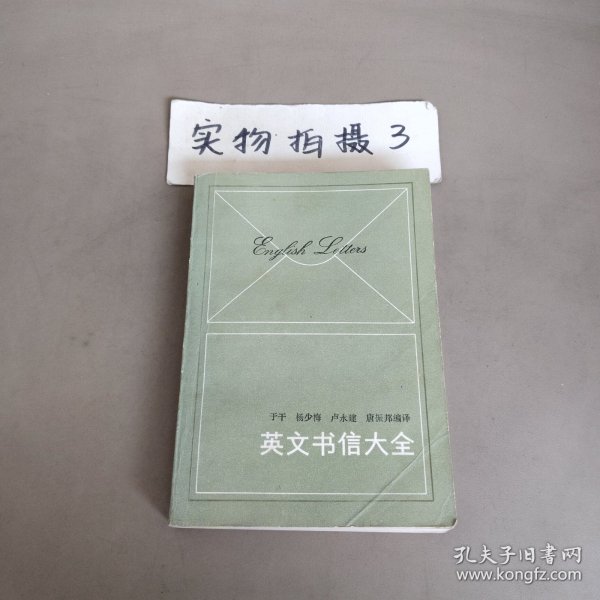 实物拍摄3
English Letters
于干 杨少梅 卢永建 唐振邦编译
英文书信大全
孔夫子旧書网
www.kongfz.com